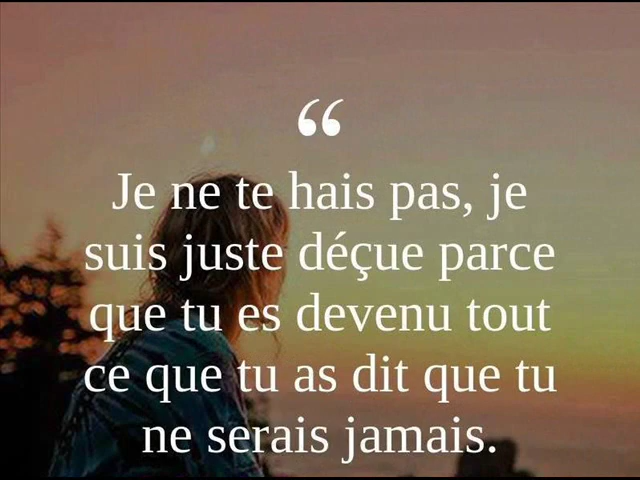 “
Je ne te hais pas, je
suis juste déçue parce
que tu es devenu tout
ce que tu as dit que tu
ne serais jamais.